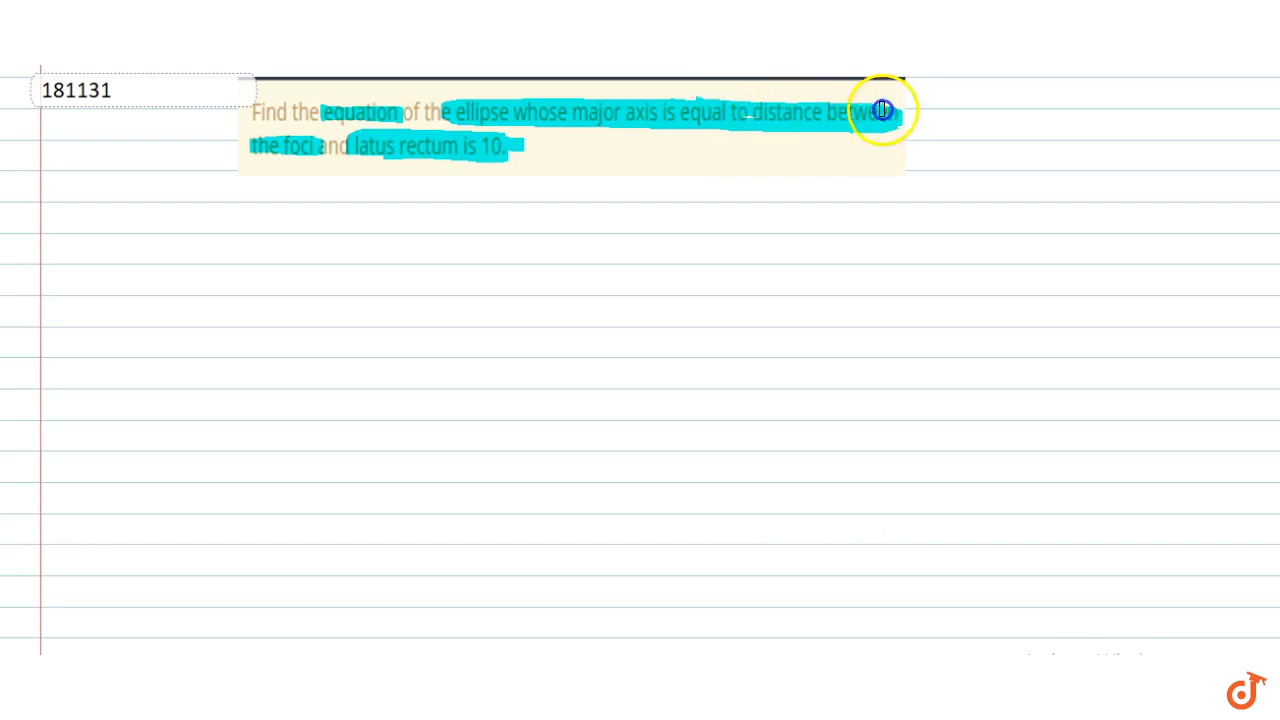 181131
Find the equation of the ellipse whose major axis is equal to distance between
the foci and latus rectum is 10.